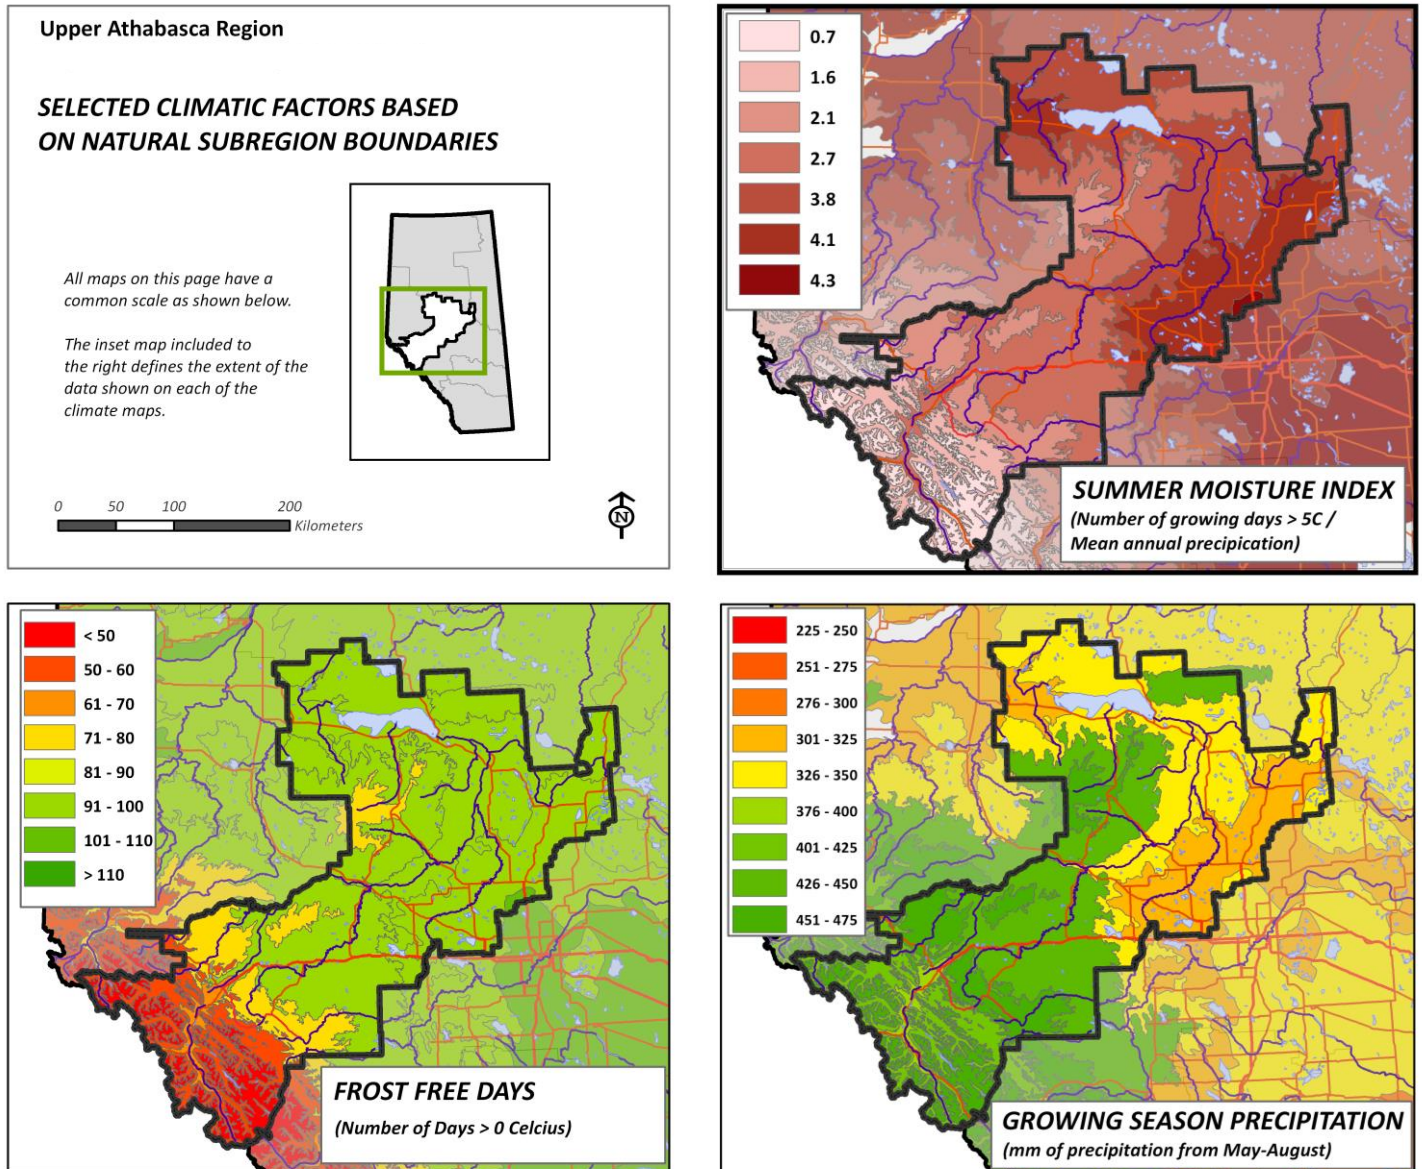 Upper Athabasca Region
SELECTED CLIMATIC FACTORS BASED
ON NATURAL SUBREGION BOUNDARIES
All maps on this page have a
common scale as shown below.
The inset map included to
the right defines the extent of the
data shown on each of the
climate maps.
0 50 100 200
Kilometers
N
0.7
1.6
2.1
2.7
3.8
4.1
4.3
SUMMER MOISTURE INDEX
(Number of growing days > 5C /
Mean annual precipication)
< 50
50 - 60
61 - 70
71 - 80
81 - 90
91 - 100
101 - 110
> 110
FROST FREE DAYS
(Number of Days > 0 Celcius)
225 - 250
251 - 275
276 - 300
301 - 325
326 - 350
376 - 400
401 - 425
426 - 450
451 - 475
GROWING SEASON PRECIPITATION
(mm of precipitation from May-August)